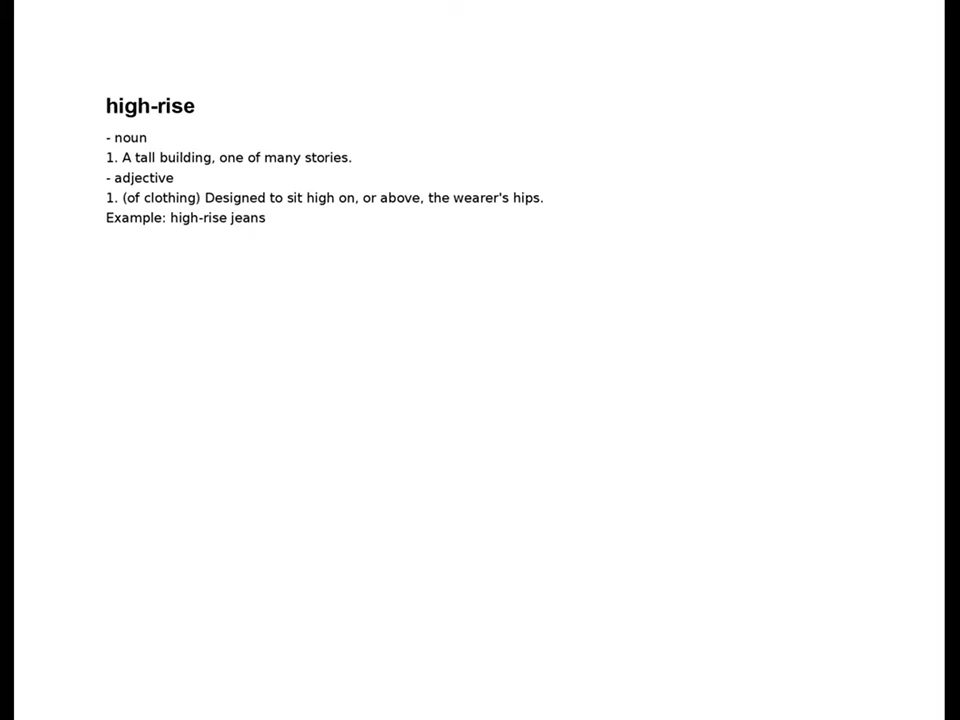 high-rise
- noun
1. A tall building, one of many stories.
- adjective
1. (of clothing) Designed to sit high on, or above, the wearer's hips.
Example: high-rise jeans